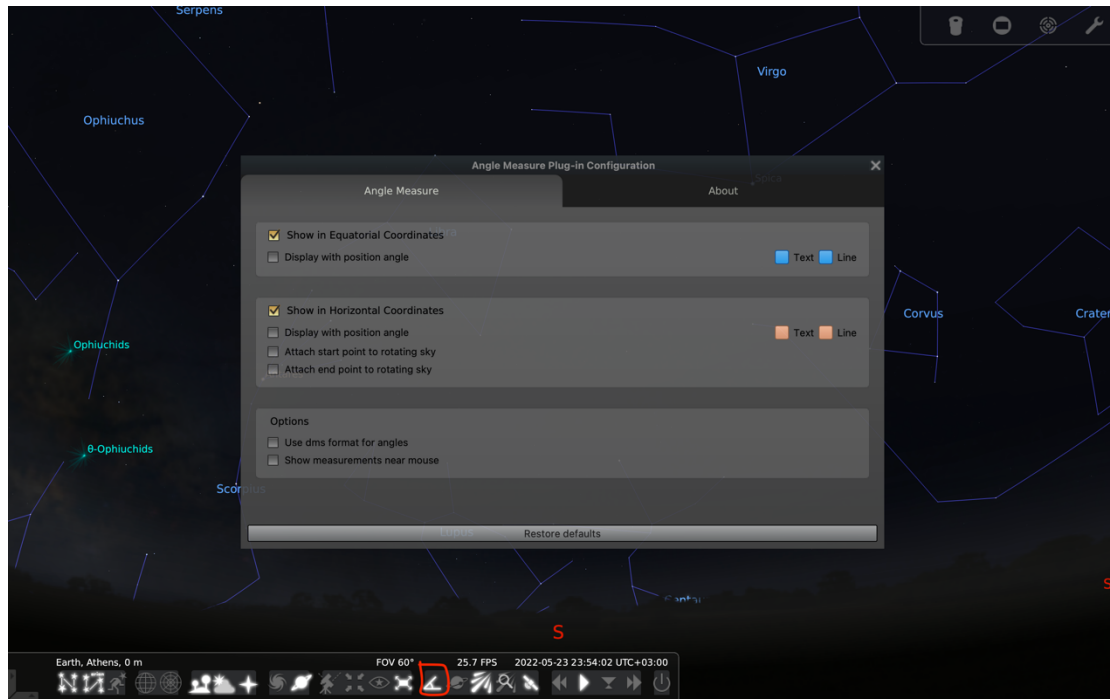 Serpens
Virgo
Ophiuchus
Angle Measure Plug-in Configuration
Angle Measure
About
Spica
Show in Equatorial Coordinates
Display with position angle
Text
Line
Show in Horizontal Coordinates
Display with position angle
Text
Line
Attach start point to rotating sky
Attach end point to rotating sky
Corvus
Crater
Ophiuchids
Options
Use dms format for angles
Show measurements near mouse
θ-Ophiuchids
Scorpius
Lupus
Restore defaults
S
S
Earth, Athens, 0 m
FOV 60°
25.7 FPS
2022-05-23 23:54:02 UTC+03:00